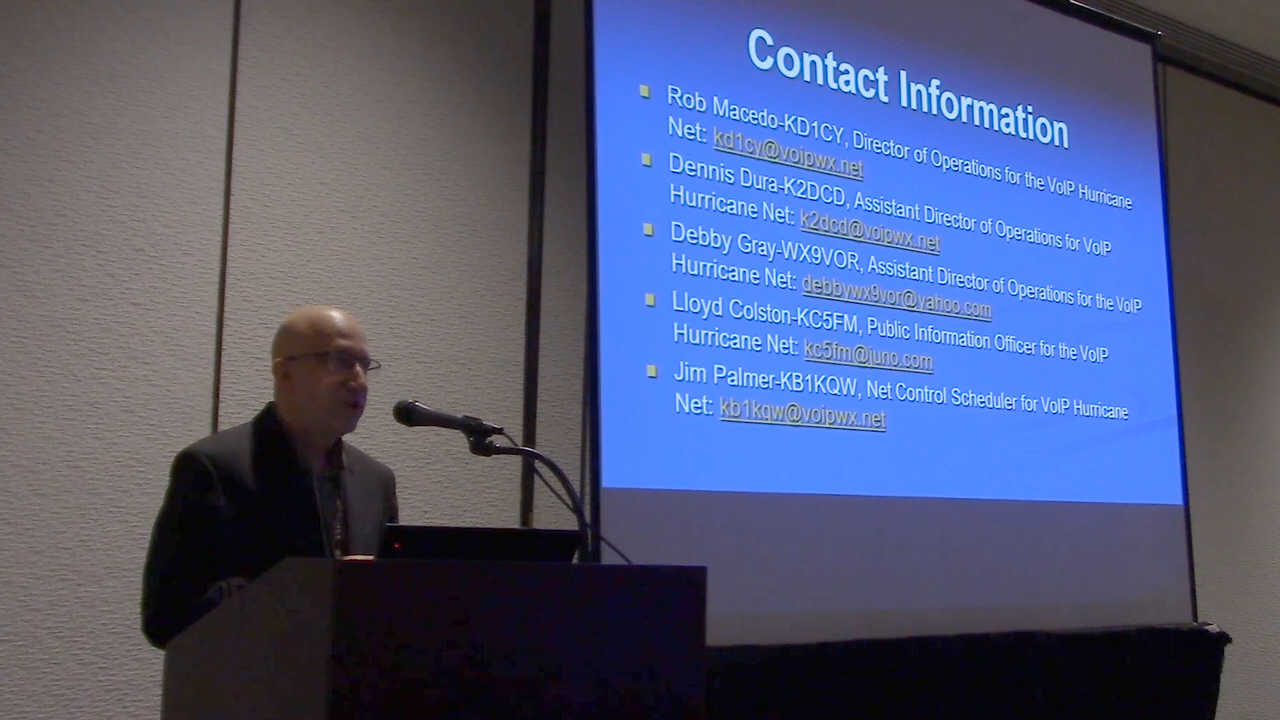 Contact Information
Rob Macedo-KD1CY, Director of Operations for the VoIP Hurricane
Net: kd1cy@voipwx.net
Dennis Dura-K2DCD, Assistant Director of Operations for VoIP
Hurricane Net: k2dcd@voipwx.net
Debby Gray-WX9VOR, Assistant Director of Operations for the VoIP
Hurricane Net: debbywx9vor@yahoo.com
Lloyd Colston-KC5FM, Public Information Officer for the VoIP
Hurricane Net: kc5fm@juno.com
Jim Palmer-KB1KQW, Net Control Scheduler for VoIP Hurricane
Net: kb1kqw@voipwx.net